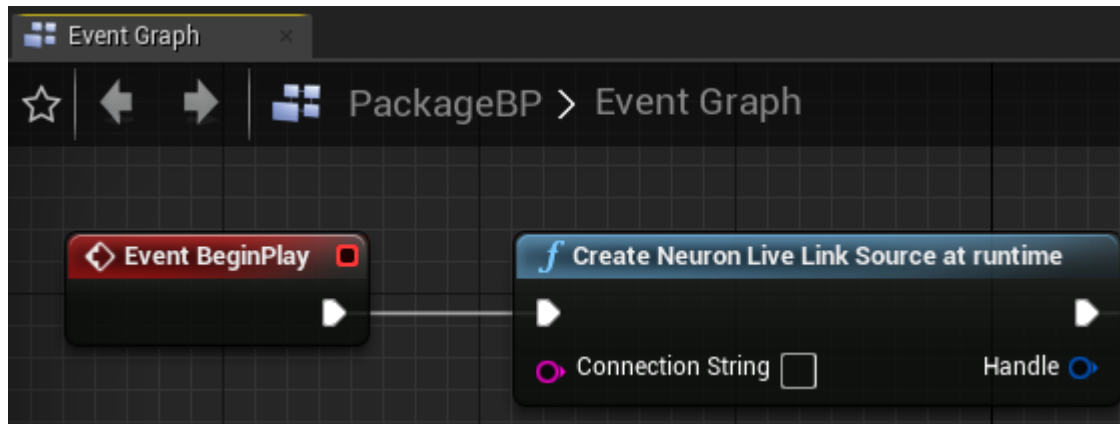 Event Graph
PackageBP > Event Graph
Event BeginPlay
f Create Neuron Live Link Source at runtime
Connection String
Handle